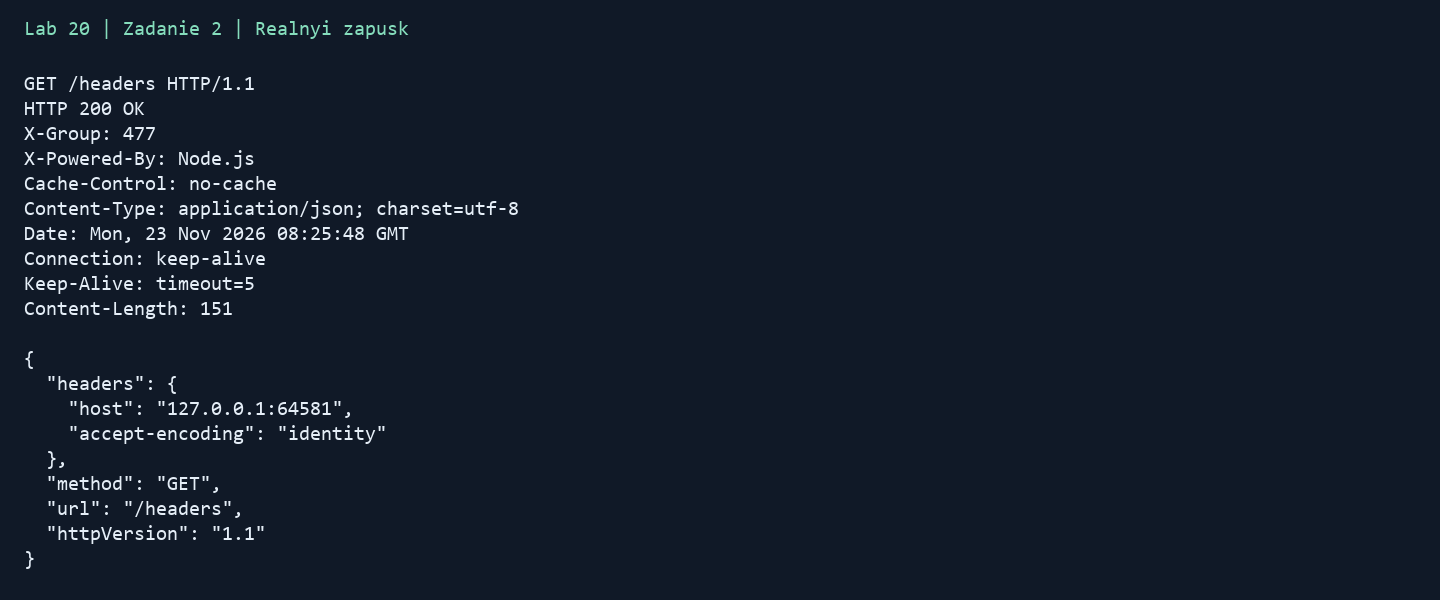 Lab 20 | Zadanie 2 | Realnyi zapusk
GET /headers HTTP/1.1
HTTP 200 OK
X-Group: 477
X-Powered-By: Node.js
Cache-Control: no-cache
Content-Type: application/json; charset=utf-8
Date: Mon, 23 Nov 2026 08:25:48 GMT
Connection: keep-alive
Keep-Alive: timeout=5
Content-Length: 151
{
  "headers": {
    "host": "127.0.0.1:64581",
    "accept-encoding": "identity"
  },
  "method": "GET",
  "url": "/headers",
  "httpVersion": "1.1"
}